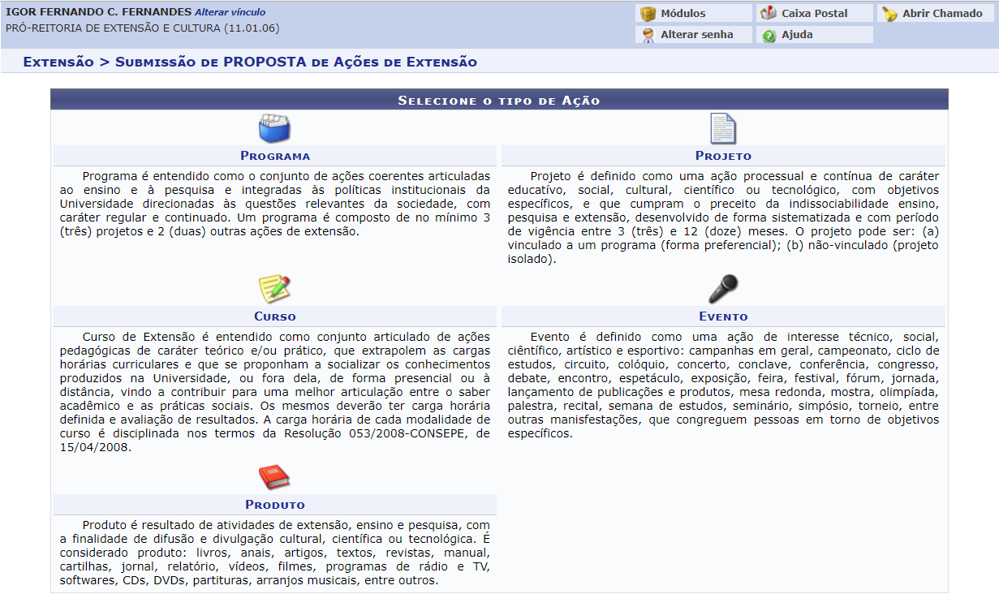 IGOR FERNANDO C. FERNANDES Alterar vínculo
PRÓ-REITORIA DE EXTENSÃO E CULTURA (11.01.06)
Módulos
Caixa Postal
Abrir Chamado
Alterar senha
Ajuda
Extensão > Submissão de PROPOSTA de Ações de Extensão
Selecione o tipo de Ação
Programa
Programa é entendido como o conjunto de ações coerentes articuladas
ao ensino e à pesquisa e integradas às políticas institucionais da
Universidade direcionadas às questões relevantes da sociedade, com
caráter regular e continuado. Um programa é composto de no mínimo 3
(três) projetos e 2 (duas) outras ações de extensão.
Projeto
Projeto é definido como uma ação processual e contínua de caráter
educatívo, social, cultural, científico ou tecnológico, com objetivos
específicos, e que cumpram o preceito da indissociabilidade ensino,
pesquisa e extensão, desenvolvido de forma sistematizada e com período
de vigência entre 3 (três) e 12 (doze) meses. O projeto pode ser: (a)
vinculado a um programa (forma preferencial); (b) não-vinculado (projeto
isolado).
Curso
Curso de Extensão é entendido como conjunto articulado de ações
pedagógicas de caráter teórico e/ou prático, que extrapolem as cargas
horárias curriculares e que se proponham a socializar os conhecimentos
produzidos na Universidade, ou fora dela, de forma presencial ou à
distância, vindo a contribuir para uma melhor articulação entre o saber
acadêmico e as práticas sociais. Os mesmos deverão ter carga horária
definida e avaliação de resultados. A carga horária de cada modalidade de
curso é disciplinada nos termos da Resolução 053/2008-CONSEPE, de
15/04/2008.
Evento
Evento é definido como uma ação de interesse técnico, social,
ciêntífico, artístico e esportivo: campanhas em geral, campeonato, ciclo de
estudos, circuito, colóquio, concerto, conclave, conferência, congresso,
debate, encontro, espetáculo, exposição, feira, festival, fórum, jornada,
lançamento de publicações e produtos, mesa redonda, mostra, olimpíada,
palestra, recital, semana de estudos, seminário, simpósio, torneio, entre
outras manisfestações, que congreguem pessoas em torno de objetivos
específicos.
Produto
Produto é resultado de atividades de extensão, ensino e pesquisa, com
a finalidade de difusão e divulgação cultural, científica ou tecnológica. É
considerado produto: livros, anais, artigos, textos, revistas, manual,
cartilhas, jornal, relatório, vídeos, filmes, programas de rádio e TV,
softwares, CDs, DVDs, partituras, arranjos musicais, entre outros.